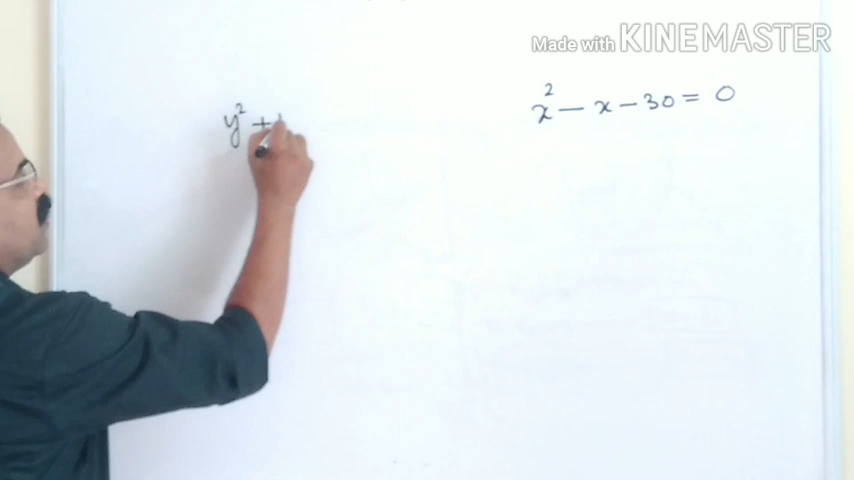 Made with KINEMASTER
x² – x – 30 = 0
y² +